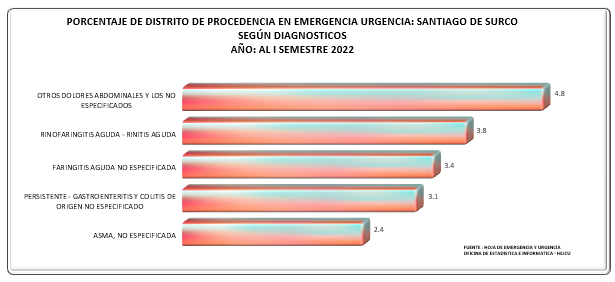 PORCENTAJE DE DISTRITO DE PROCEDENCIA EN EMERGENCIA URGENCIA: SANTIAGO DE SURCO
SEGÚN DIAGNOSTICOS
AÑO: AL I SEMESTRE 2022
OTROS DOLORES ABDOMINALES Y LOS NO
ESPECIFICADOS
4.8
RINOFARINGITIS AGUDA - RINITIS AGUDA
3.8
FARINGITIS AGUDA NO ESPECIFICADA
3.4
PERSISTENTE - GASTROENTERITIS Y COLITIS DE
ORIGEN NO ESPECIFICADO
3.1
ASMA, NO ESPECIFICADA
2.4
FUENTE : HOJA DE EMERGENCIA Y URGENCIA
OFICINA DE ESTADISTICA E INFORMATICA - HEJCU